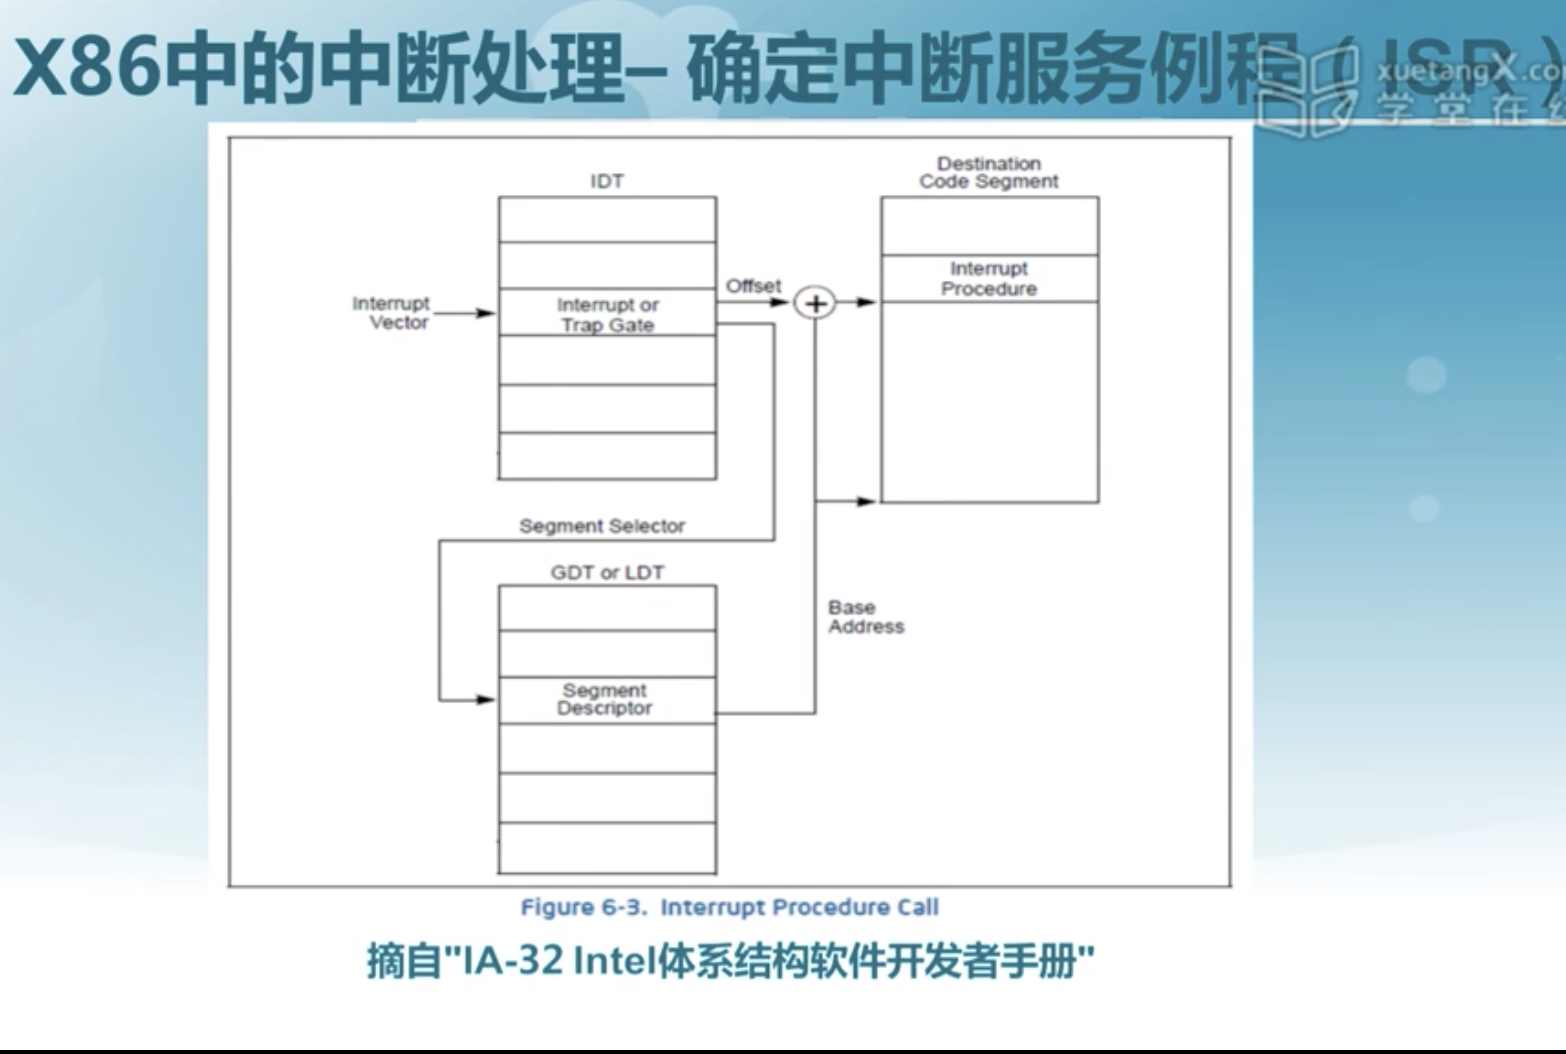 X86中的中断处理– 确定中断服务例程（ISR）
xuetangX.co
学堂在
IDT
Destination
Code Segment
Interrupt
Vector
Interrupt or
Trap Gate
Offset
+
Interrupt
Procedure
Segment Selector
GDT or LDT
Base
Address
Segment
Descriptor
Figure 6-3. Interrupt Procedure Call
摘自"IA-32 Intel体系结构软件开发者手册"